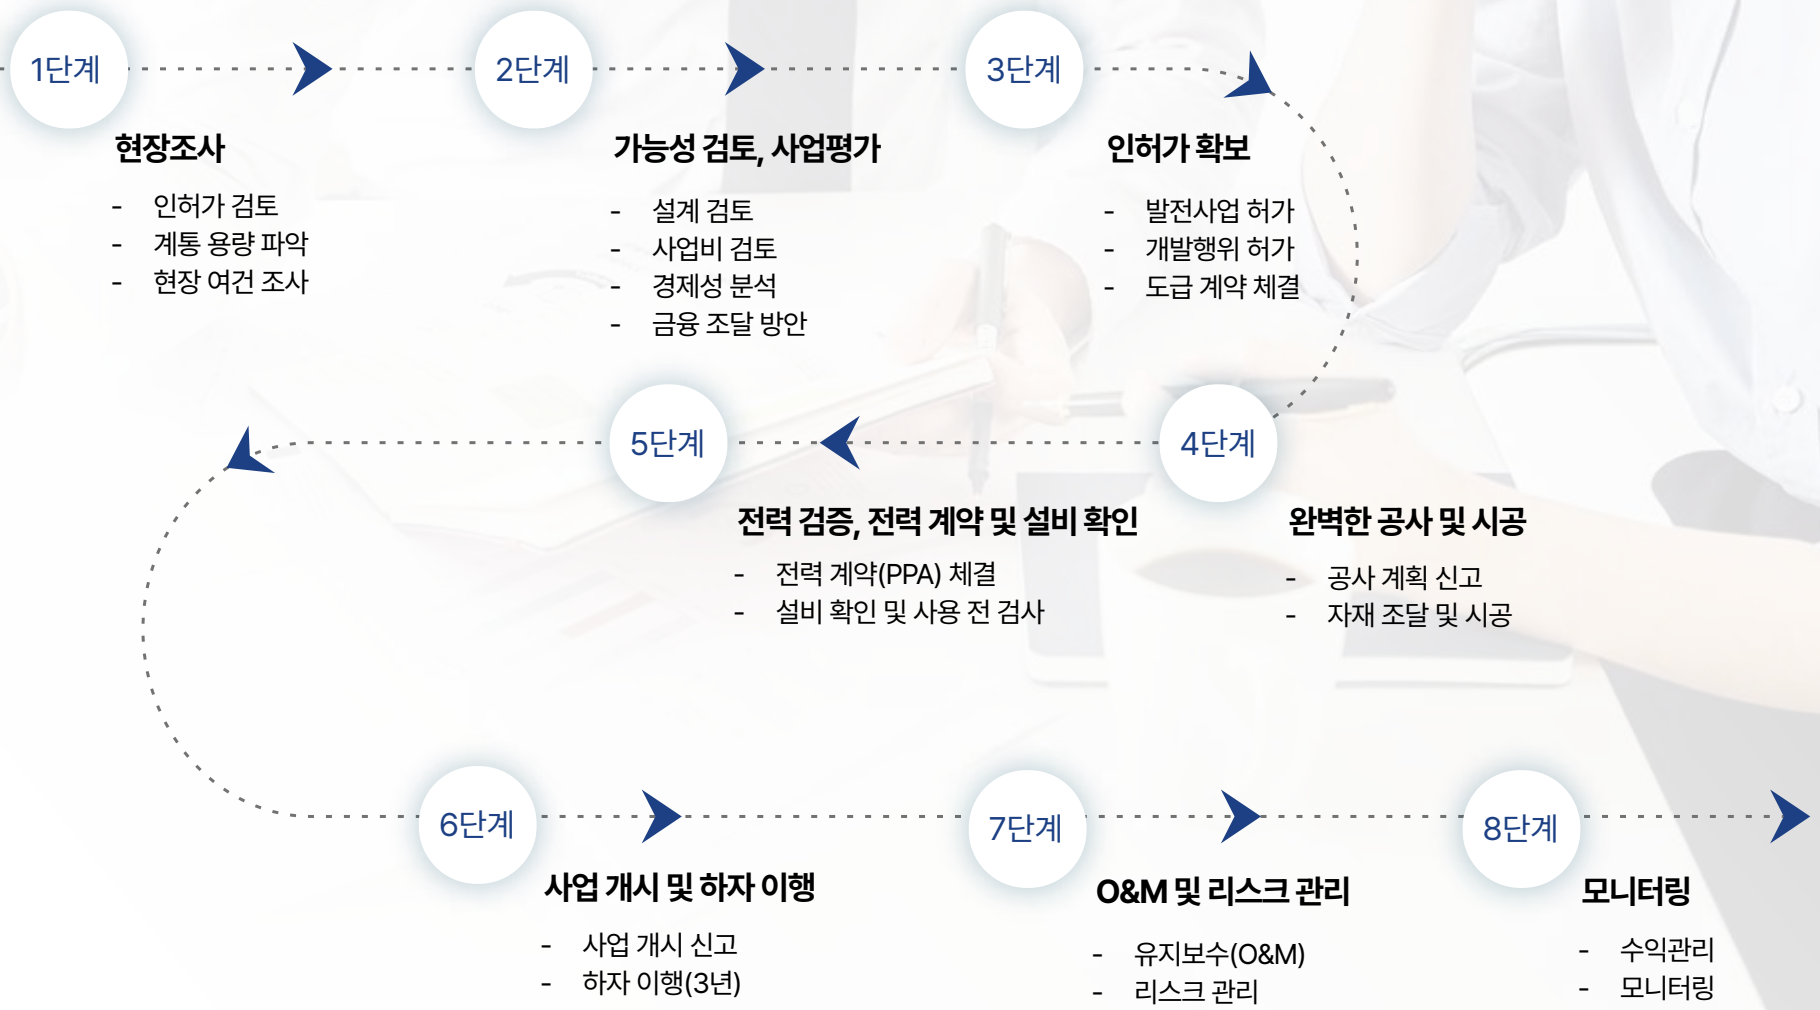 1단계
현장조사
- 인허가 검토
- 계통 용량 파악
- 현장 여건 조사
2단계
가능성 검토, 사업평가
- 설계 검토
- 사업비 검토
- 경제성 분석
- 금융 조달 방안
3단계
인허가 확보
- 발전사업 허가
- 개발행위 허가
- 도급 계약 체결
4단계
완벽한 공사 및 시공
- 공사 계획 신고
- 자재 조달 및 시공
5단계
전력 검증, 전력 계약 및 설비 확인
- 전력 계약(PPA) 체결
- 설비 확인 및 사용 전 검사
6단계
사업 개시 및 하자 이행
- 사업 개시 신고
- 하자 이행(3년)
7단계
O&M 및 리스크 관리
- 유지보수(O&M)
- 리스크 관리
8단계
모니터링
- 수익관리
- 모니터링